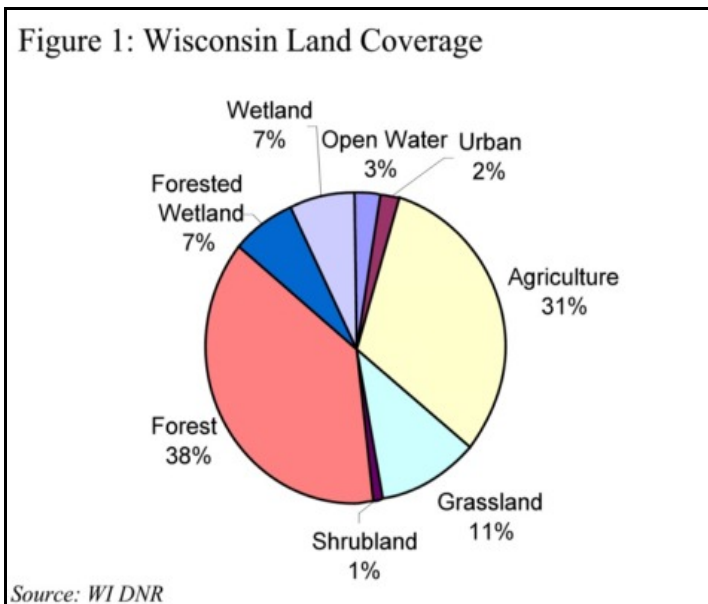 Figure 1: Wisconsin Land Coverage
Wetland
7%
Open Water
3%
Urban
2%
Forested
Wetland
7%
Agriculture
31%
Forest
38%
Grassland
11%
Shrubland
1%
Source: WI DNR